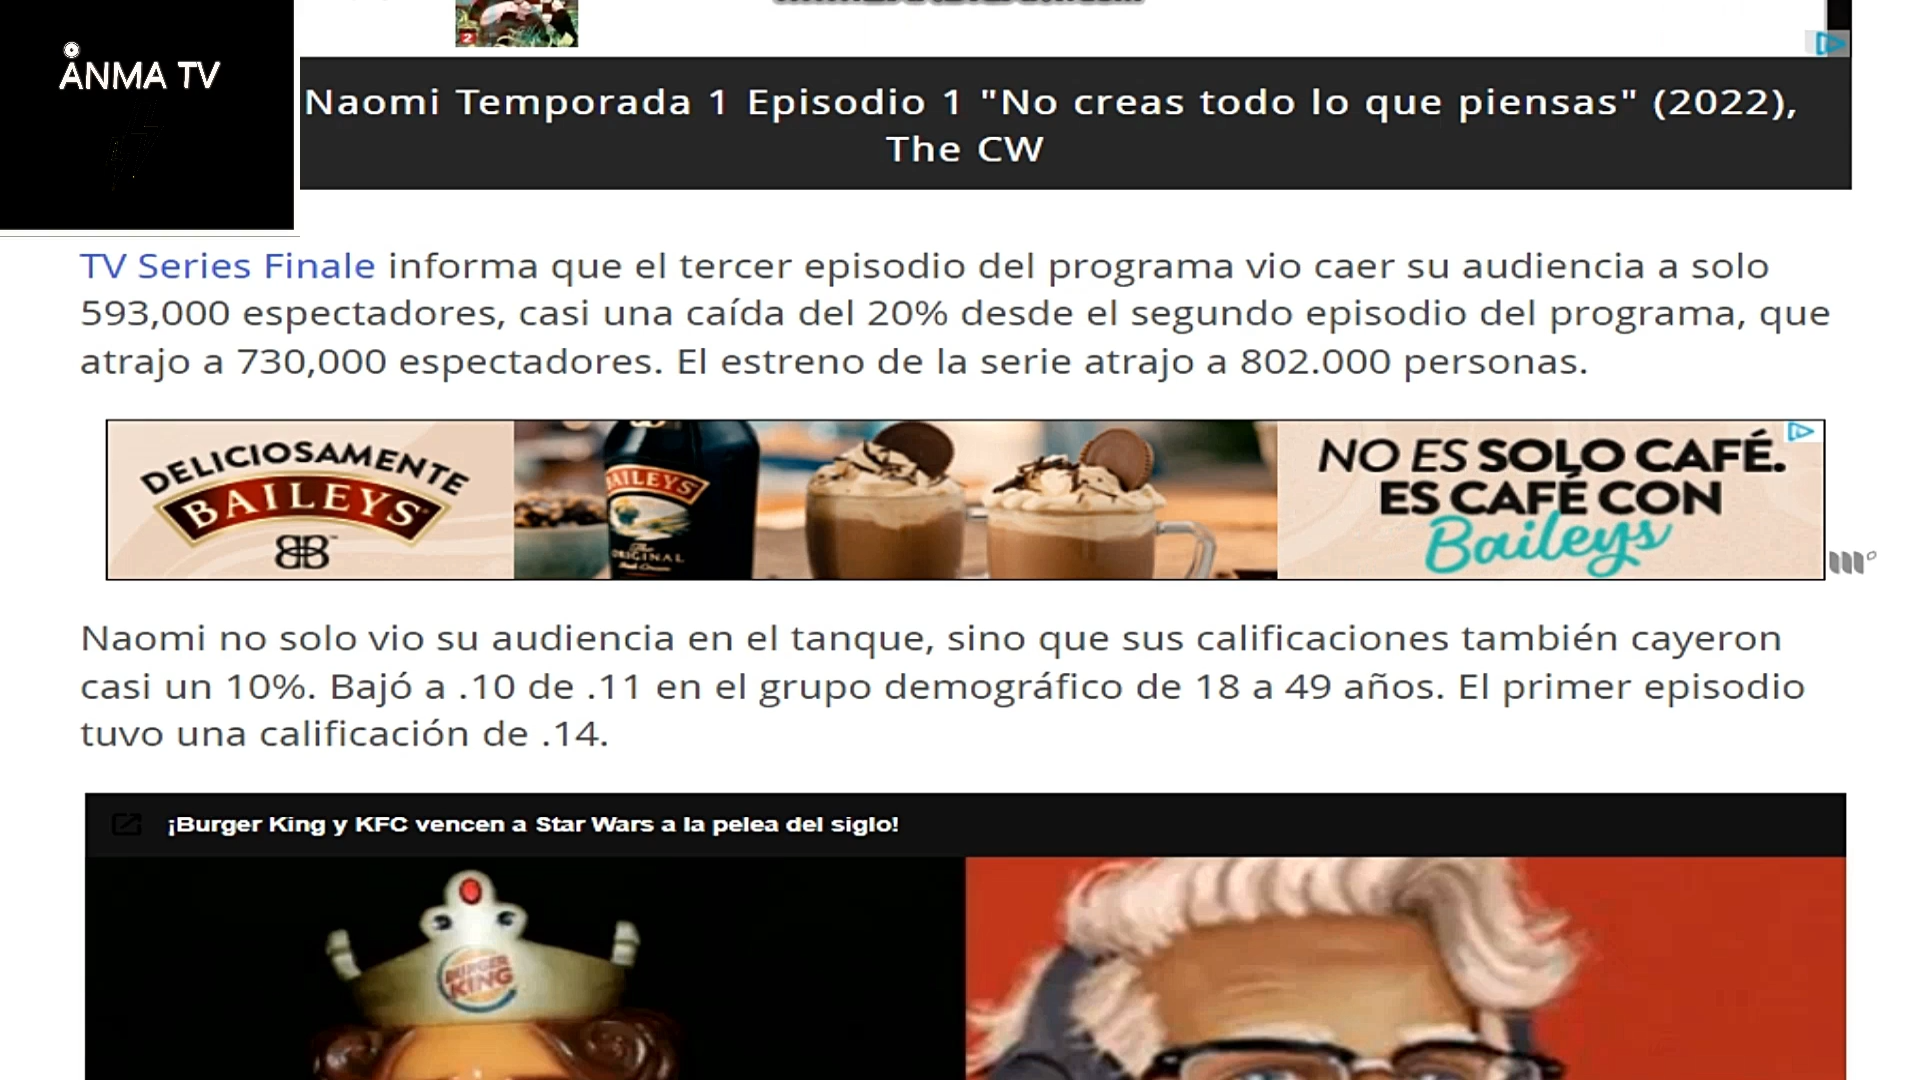 ANMA TV
2
Naomi Temporada 1 Episodio 1 "No creas todo lo que piensas" (2022),
The CW
TV Series Finale informa que el tercer episodio del programa vio caer su audiencia a solo
593,000 espectadores, casi una caída del 20% desde el segundo episodio del programa, que
atrajo a 730,000 espectadores. El estreno de la serie atrajo a 802.000 personas.
DELICIOSAMENTE
BAILEYS
BAILEYS
The
ORIGINAL
Irish Cream
NO ES SOLO CAFÉ.
ES CAFÉ CON
Baileys
Naomi no solo vio su audiencia en el tanque, sino que sus calificaciones también cayeron
casi un 10%. Bajó a .10 de .11 en el grupo demográfico de 18 a 49 años. El primer episodio
tuvo una calificación de .14.
¡Burger King y KFC vencen a Star Wars a la pelea del siglo!
BURGER
KING